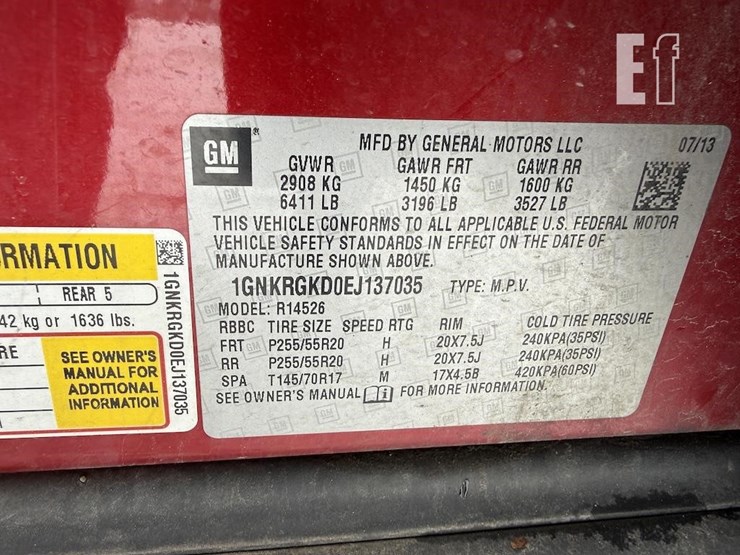 Ef
GM
MFD BY GENERAL MOTORS LLC 07/13
GVWR GAWR FRT GAWR RR
2908 KG 1450 KG 1600 KG
6411 LB 3196 LB 3527 LB
THIS VEHICLE CONFORMS TO ALL APPLICABLE U.S. FEDERAL MOTOR
VEHICLE SAFETY STANDARDS IN EFFECT ON THE DATE OF
MANUFACTURE SHOWN ABOVE.
1GNKRGKD0EJ137035 TYPE: M.P.V.
MODEL: R14526
RBBC TIRE SIZE SPEED RTG RIM COLD TIRE PRESSURE
FRT P255/55R20 H 20X7.5J 240KPA(35PSI)
RR P255/55R20 H 20X7.5J 240KPA(35PSI)
SPA T145/70R17 M 17X4.5B 420KPA(60PSI)
SEE OWNER'S MANUAL i FOR MORE INFORMATION.
RMATION
REAR 5
42 kg or 1636 lbs.
RE
SEE OWNER'S
MANUAL FOR
ADDITIONAL
INFORMATION
1GNKRGKD0EJ137035